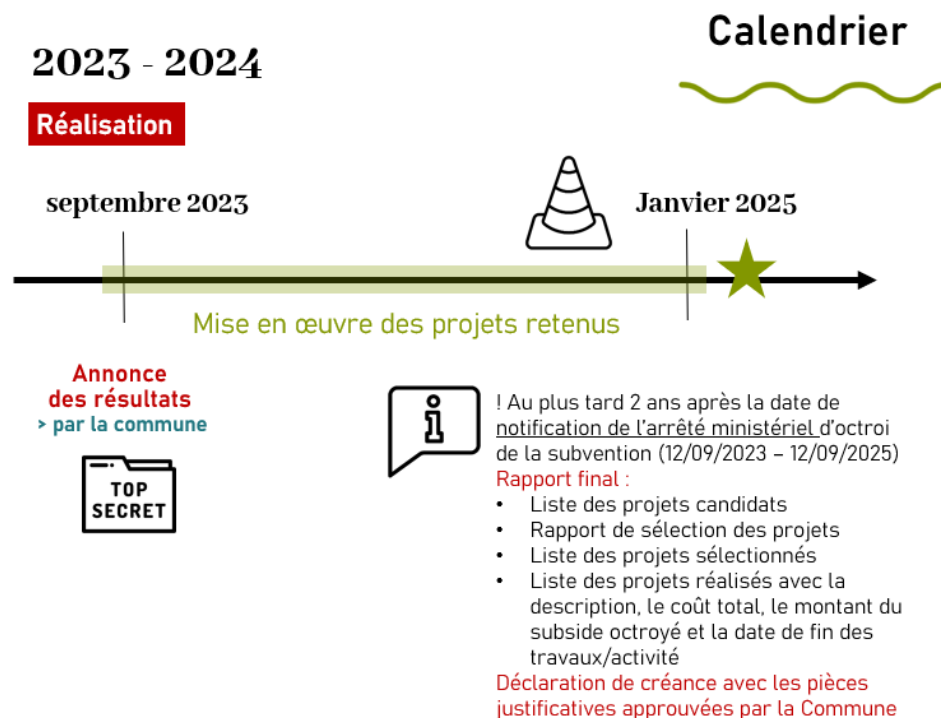 Calendrier
2023 - 2024
Réalisation
septembre 2023
Janvier 2025
Mise en œuvre des projets retenus
Annonce
des résultats
> par la commune
TOP
SECRET
i
! Au plus tard 2 ans après la date de
notification de l'arrêté ministériel d'octroi
de la subvention (12/09/2023 – 12/09/2025)
Rapport final :
• Liste des projets candidats
• Rapport de sélection des projets
• Liste des projets sélectionnés
• Liste des projets réalisés avec la
description, le coût total, le montant du
subside octroyé et la date de fin des
travaux/activité
Déclaration de créance avec les pièces
justificatives approuvées par la Commune